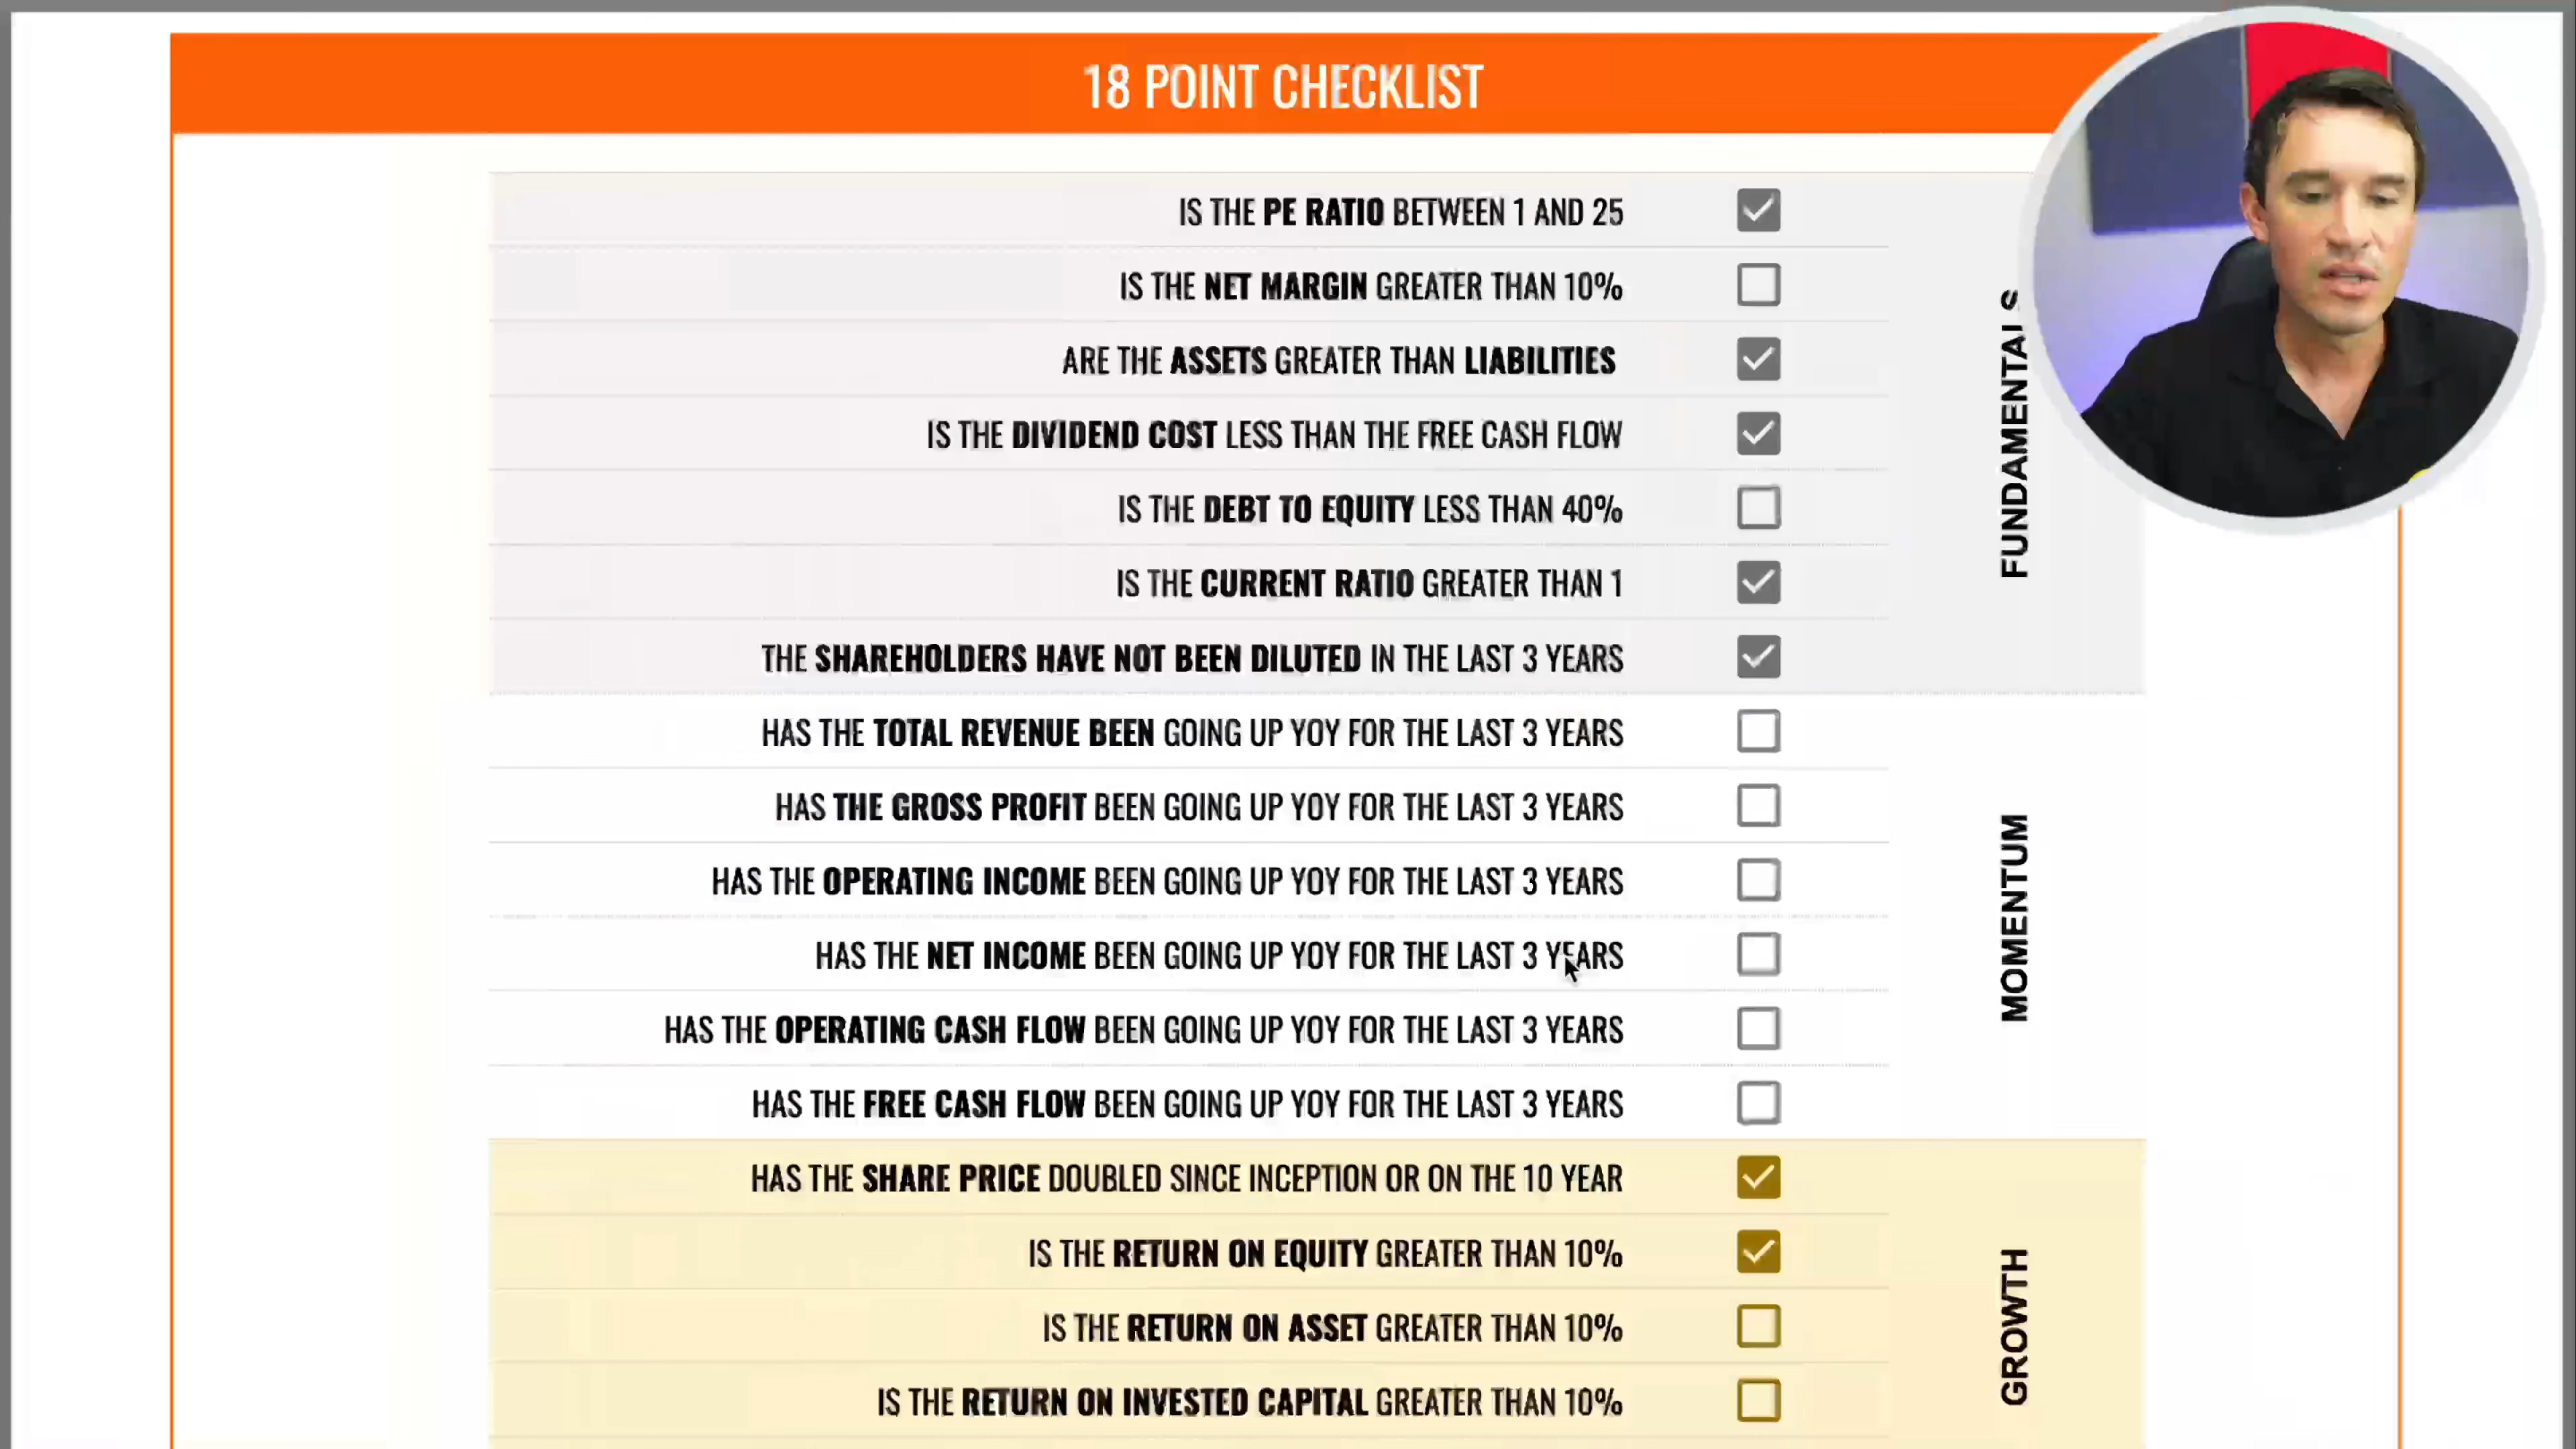 18 POINT CHECKLIST
IS THE PE RATIO BETWEEN 1 AND 25
IS THE NET MARGIN GREATER THAN 10%
ARE THE ASSETS GREATER THAN LIABILITIES
IS THE DIVIDEND COST LESS THAN THE FREE CASH FLOW
IS THE DEBT TO EQUITY LESS THAN 40%
IS THE CURRENT RATIO GREATER THAN 1
THE SHAREHOLDERS HAVE NOT BEEN DILUTED IN THE LAST 3 YEARS
FUNDAMENTALS
HAS THE TOTAL REVENUE BEEN GOING UP YOY FOR THE LAST 3 YEARS
HAS THE GROSS PROFIT BEEN GOING UP YOY FOR THE LAST 3 YEARS
HAS THE OPERATING INCOME BEEN GOING UP YOY FOR THE LAST 3 YEARS
HAS THE NET INCOME BEEN GOING UP YOY FOR THE LAST 3 YEARS
HAS THE OPERATING CASH FLOW BEEN GOING UP YOY FOR THE LAST 3 YEARS
HAS THE FREE CASH FLOW BEEN GOING UP YOY FOR THE LAST 3 YEARS
MOMENTUM
HAS THE SHARE PRICE DOUBLED SINCE INCEPTION OR ON THE 10 YEAR
IS THE RETURN ON EQUITY GREATER THAN 10%
IS THE RETURN ON ASSET GREATER THAN 10%
IS THE RETURN ON INVESTED CAPITAL GREATER THAN 10%
GROWTH